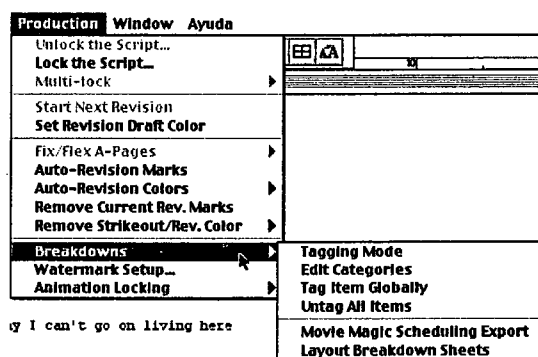 Production Window Ayuda
Unlock the Script...
Lock the Script...
Multi-lock
Start Next Revision
Set Revision Draft Color
Fix/Flex A-Pages
Auto-Revision Marks
Auto-Revision Colors
Remove Current Rev. Marks
Remove Strikeout/Rev. Color
Breakdowns
Watermark Setup...
Animation Locking
Tagging Mode
Edit Categories
Tag Item Globally
Untag All Items
Movie Magic Scheduling Export
Layout Breakdown Sheets
y I can't go on living here